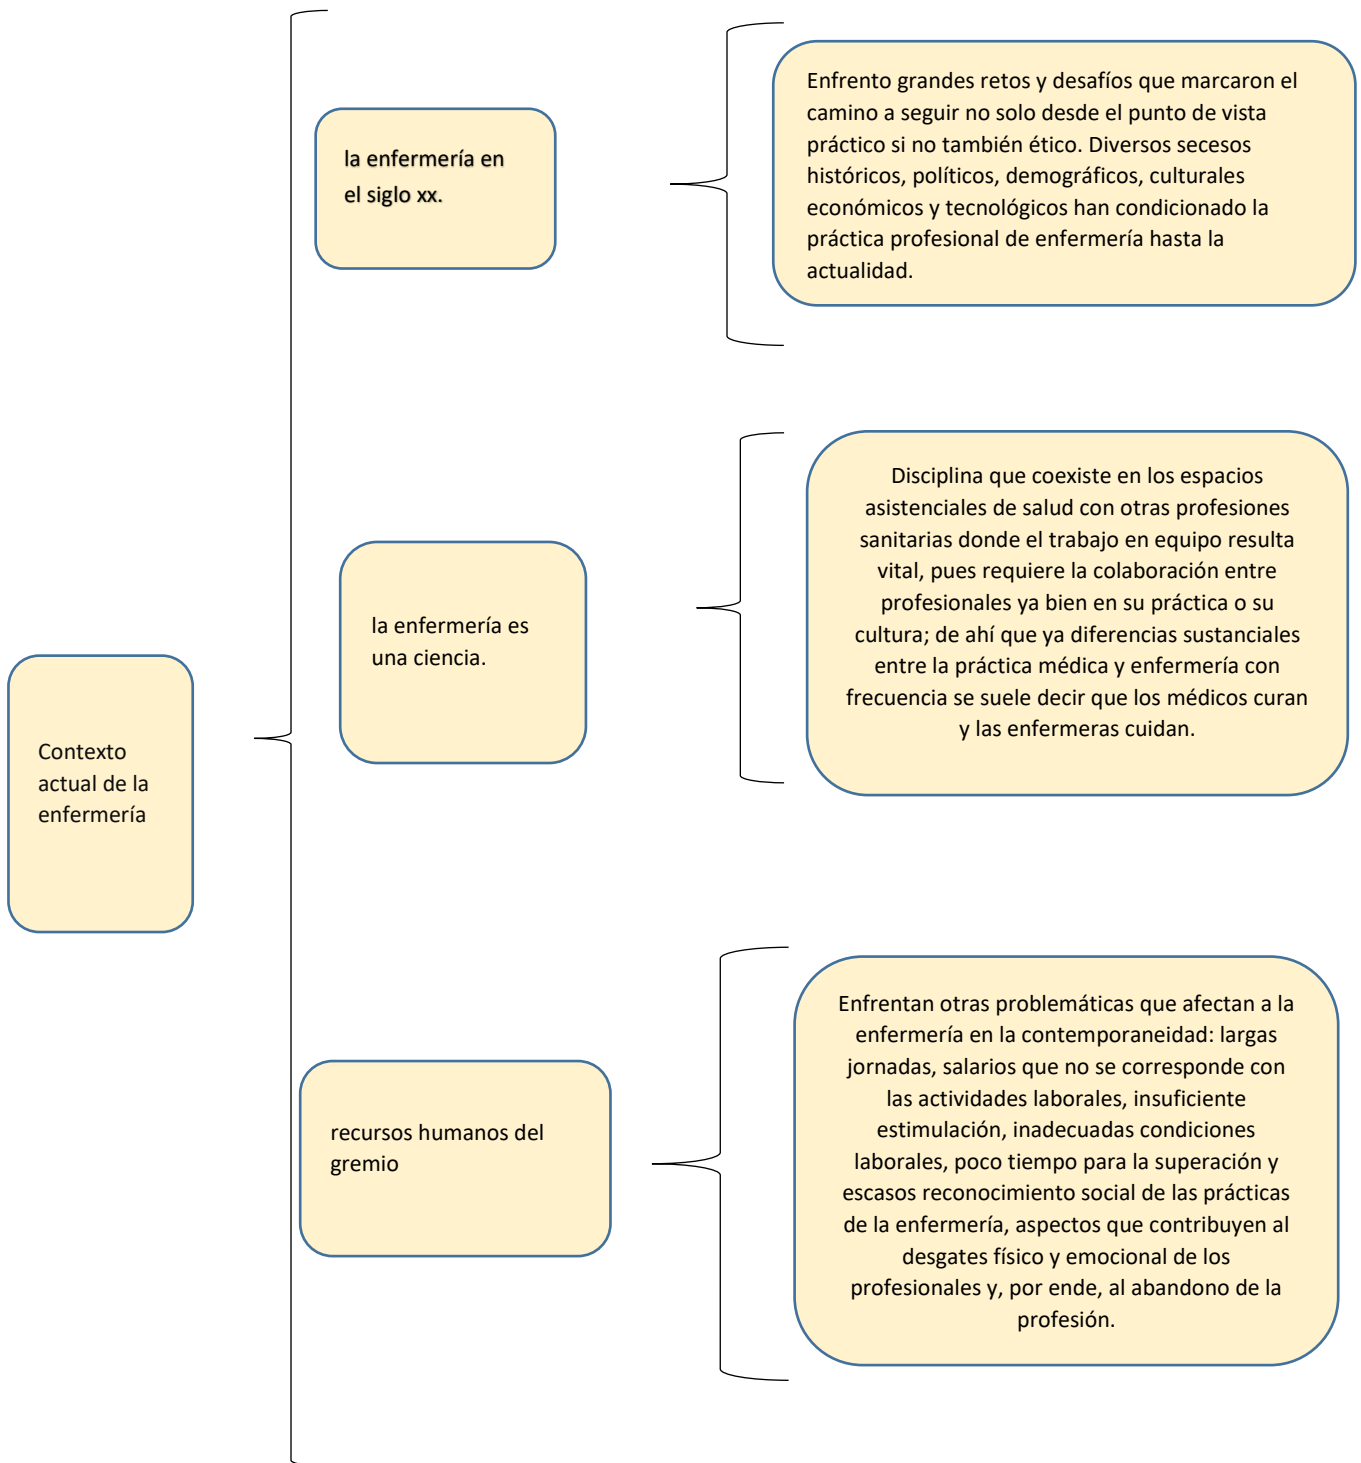 Contexto
actual de la
enfermería
la enfermería en
el siglo xx.
Enfrento grandes retos y desafíos que marcaron el
camino a seguir no solo desde el punto de vista
práctico si no también ético. Diversos secesos
históricos, políticos, demográficos, culturales
económicos y tecnológicos han condicionado la
práctica profesional de enfermería hasta la
actualidad.
la enfermería es
una ciencia.
Disciplina que coexiste en los espacios
asistenciales de salud con otras profesiones
sanitarias donde el trabajo en equipo resulta
vital, pues requiere la colaboración entre
profesionales ya bien en su práctica o su
cultura; de ahí que ya diferencias sustanciales
entre la práctica médica y enfermería con
frecuencia se suele decir que los médicos curan
y las enfermeras cuidan.
recursos humanos del
gremio
Enfrentan otras problemáticas que afectan a la
enfermería en la contemporaneidad: largas
jornadas, salarios que no se corresponde con
las actividades laborales, insuficiente
estimulación, inadecuadas condiciones
laborales, poco tiempo para la superación y
escasos reconocimiento social de las prácticas
de la enfermería, aspectos que contribuyen al
desgates físico y emocional de los
profesionales y, por ende, al abandono de la
profesión.